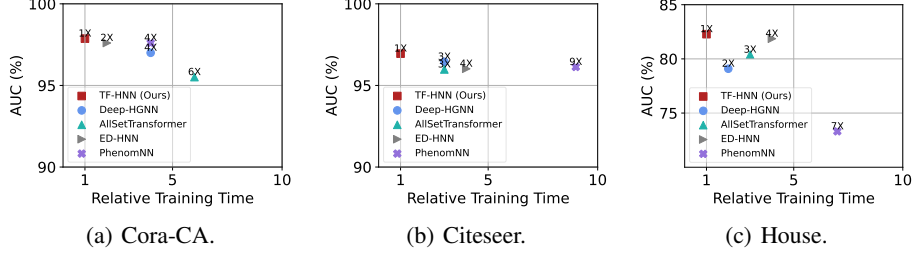 100
95
90
AUC (%)
1X
2X
4X
4X
6X
TF-HNN (Ours)
Deep-HGNN
AllSetTransformer
ED-HNN
PhenomNN
1
5
10
Relative Training Time
(a) Cora-CA.
100
95
90
AUC (%)
1X
3X
3X
4X
9X
TF-HNN (Ours)
Deep-HGNN
AllSetTransformer
ED-HNN
PhenomNN
1
5
10
Relative Training Time
(b) Citeseer.
85
80
75
AUC (%)
1X
2X
3X
4X
7X
TF-HNN (Ours)
Deep-HGNN
AllSetTransformer
ED-HNN
PhenomNN
1
5
10
Relative Training Time
(c) House.